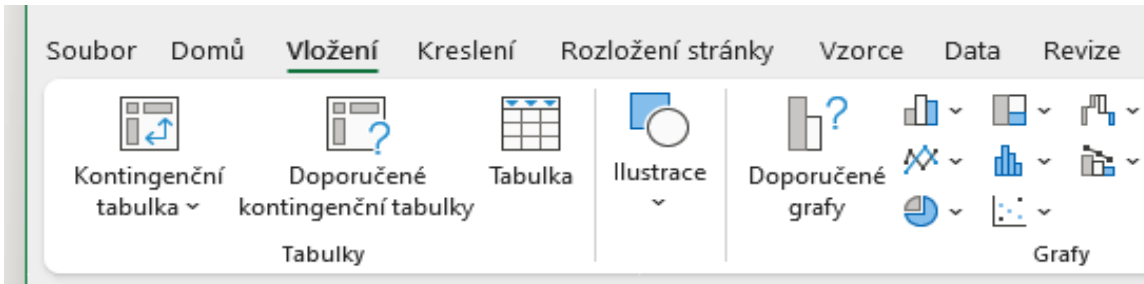 Soubor Domů Vložení Kreslení Rozložení stránky Vzorce Data Revize
Kontingenční
tabulka
Doporučené
kontingenční tabulky
Tabulka
Tabulky
Ilustrace
Doporučené
grafy
Grafy